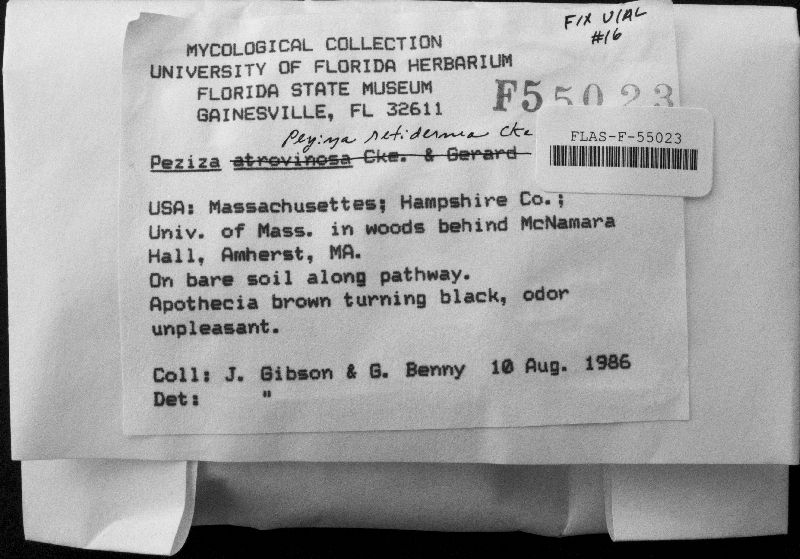 FIX VIAL
#16
MYCOLOGICAL COLLECTION
UNIVERSITY OF FLORIDA HERBARIUM
FLORIDA STATE MUSEUM
GAINESVILLE, FL 32611
F55023
FLAS-F-55023
Peziza retiderma Cke
Peziza atrovinosa Cke. & Gerard
USA: Massachusettes; Hampshire Co.;
Univ. of Mass. in woods behind McNamara
Hall, Amherst, MA.
On bare soil along pathway.
Apothecia brown turning black, odor
unpleasant.
Coll: J. Gibson & G. Benny 10 Aug. 1986
Det: "